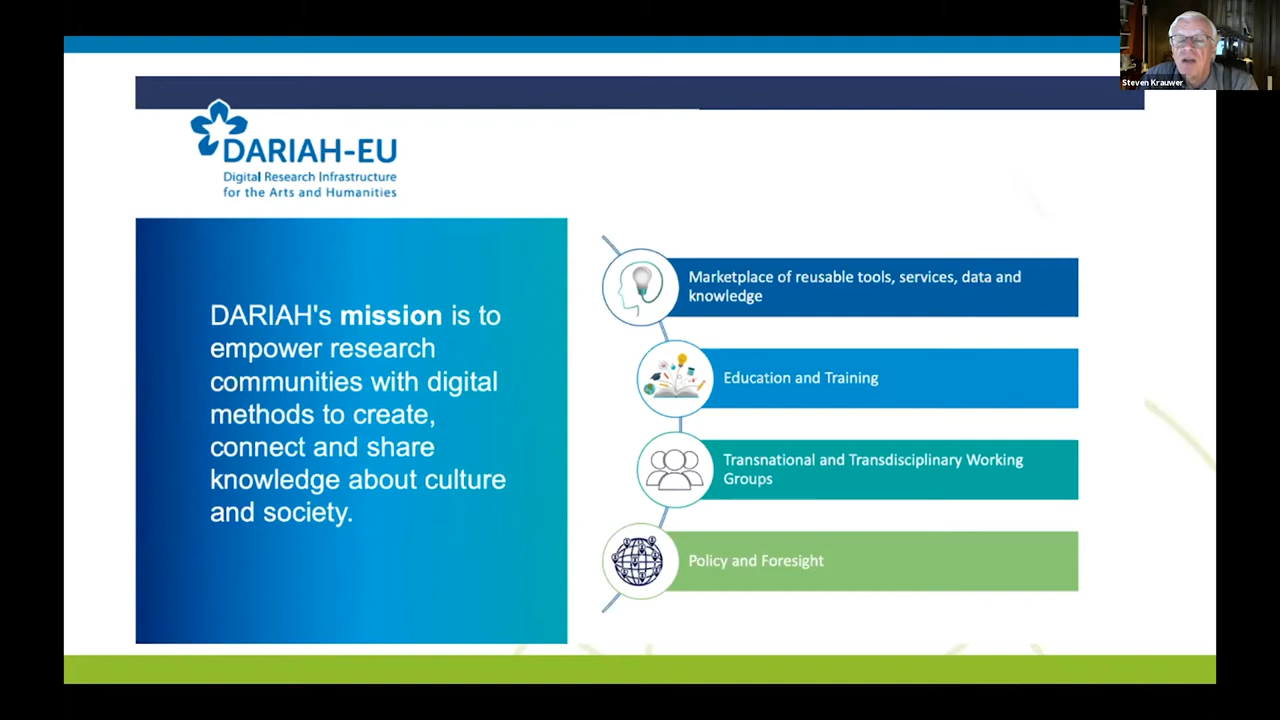 Steven Krauwer
DARIAH-EU
Digital Research Infrastructure
for the Arts and Humanities
DARIAH's mission is to
empower research
communities with digital
methods to create,
connect and share
knowledge about culture
and society.
Marketplace of reusable tools, services, data and
knowledge
Education and Training
Transnational and Transdisciplinary Working
Groups
Policy and Foresight